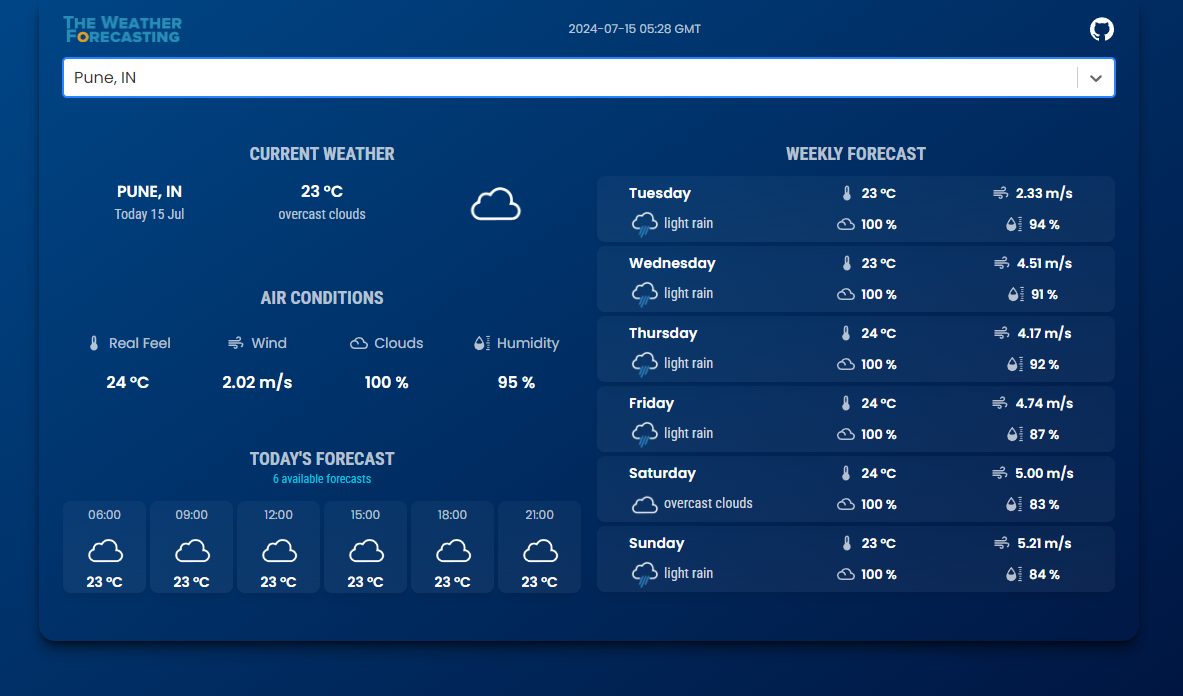 THE WEATHER
FORECASTING
2024-07-15 05:28 GMT
Pune, IN
CURRENT WEATHER
PUNE, IN
Today 15 Jul
23 °C
overcast clouds
AIR CONDITIONS
Real Feel Wind Clouds Humidity
24 °C 2.02 m/s 100 % 95 %
TODAY'S FORECAST
6 available forecasts
06:00 09:00 12:00 15:00 18:00 21:00
23 °C 23 °C 23 °C 23 °C 23 °C 23 °C
WEEKLY FORECAST
Tuesday 23 °C 2.33 m/s
light rain 100 % 94 %
Wednesday 23 °C 4.51 m/s
light rain 100 % 91 %
Thursday 24 °C 4.17 m/s
light rain 100 % 92 %
Friday 24 °C 4.74 m/s
light rain 100 % 87 %
Saturday 24 °C 5.00 m/s
overcast clouds 100 % 83 %
Sunday 23 °C 5.21 m/s
light rain 100 % 84 %